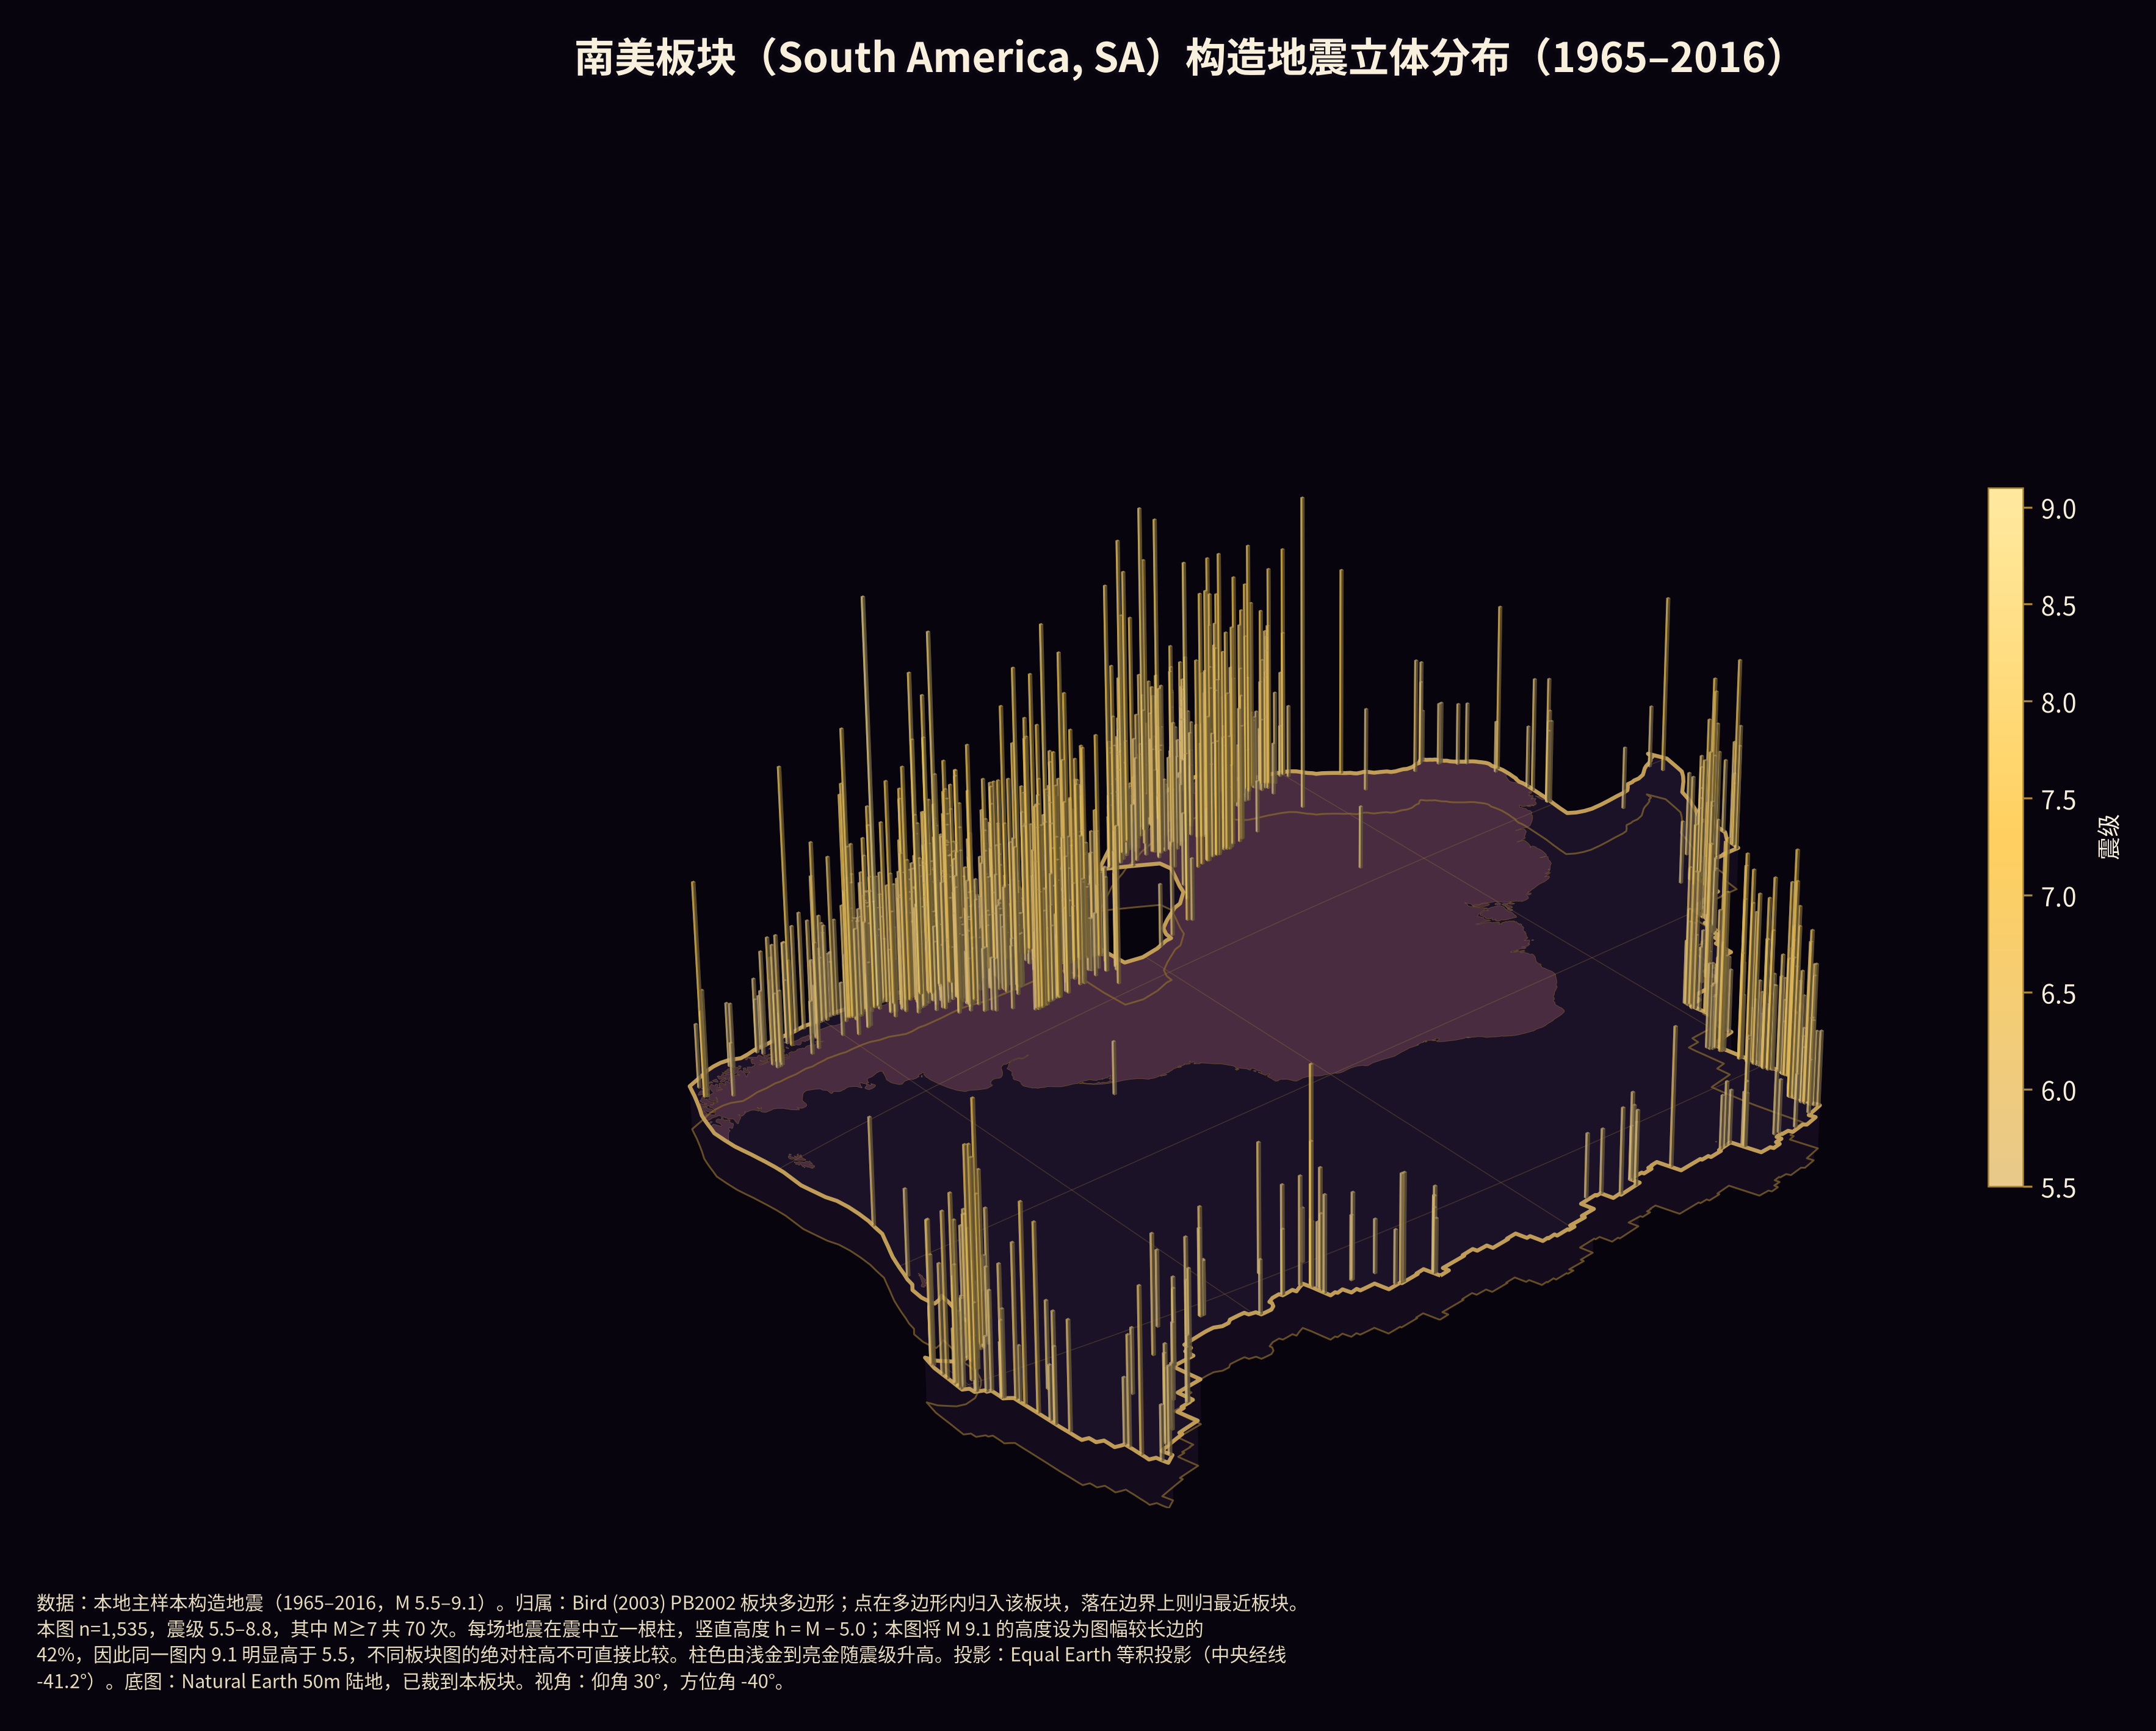 南美板块（South America, SA）构造地震立体分布（1965–2016）
9.0
8.5
8.0
7.5
7.0
6.5
6.0
5.5
震级
数据：本地主样本构造地震（1965–2016，M 5.5–9.1）。归属：Bird (2003) PB2002 板块多边形；点在多边形内归入该板块，落在边界上则归最近板块。
本图 n=1,535，震级 5.5–8.8，其中 M≥7 共 70 次。每场地震在震中立一根柱，竖直高度 h = M − 5.0；本图将 M 9.1 的高度设为图幅较长边的
42%，因此同一图内 9.1 明显高于 5.5，不同板块图的绝对柱高不可直接比较。柱色由浅金到亮金随震级升高。投影：Equal Earth 等积投影（中央经线
-41.2°）。底图：Natural Earth 50m 陆地，已裁到本板块。视角：仰角 30°，方位角 -40°。